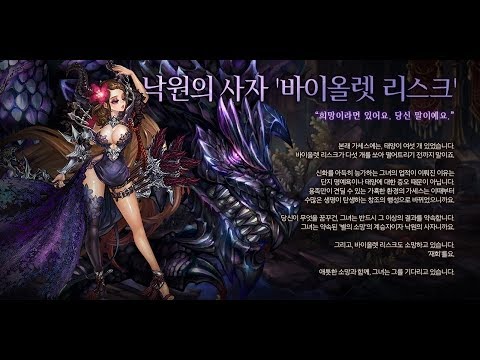 낙원의 사자 '바이올렛 리스크'
"희망이라면 있어요. 당신 말이에요."
본래 가세스에는, 태양이 여섯 개 있었습니다.
바이올렛 리스크가 다섯 개를 쏘아 떨어트리기 전까지 말이죠.
신화를 아득히 능가하는 그녀의 업적이 이뤄진 이유는
단지 명예욕이나 태양에 대한 증오 때문이 아닙니다.
용족만이 견딜 수 있는 가혹한 환경의 가세스는 이제부터
수많은 생명이 탄생하는 창조의 행성으로 바뀌었으니까요.
당신이 무엇을 꿈꾸건, 그녀는 반드시 그 이상의 결과를 약속합니다.
그녀는 약속된 '별의 소망'의 계승자이자 낙원의 사자니까요.
그리고, 바이올렛 리스크도 소망하고 있습니다.
'재회'를요.
애틋한 소망과 함께, 그녀는 그를 기다리고 있습니다.